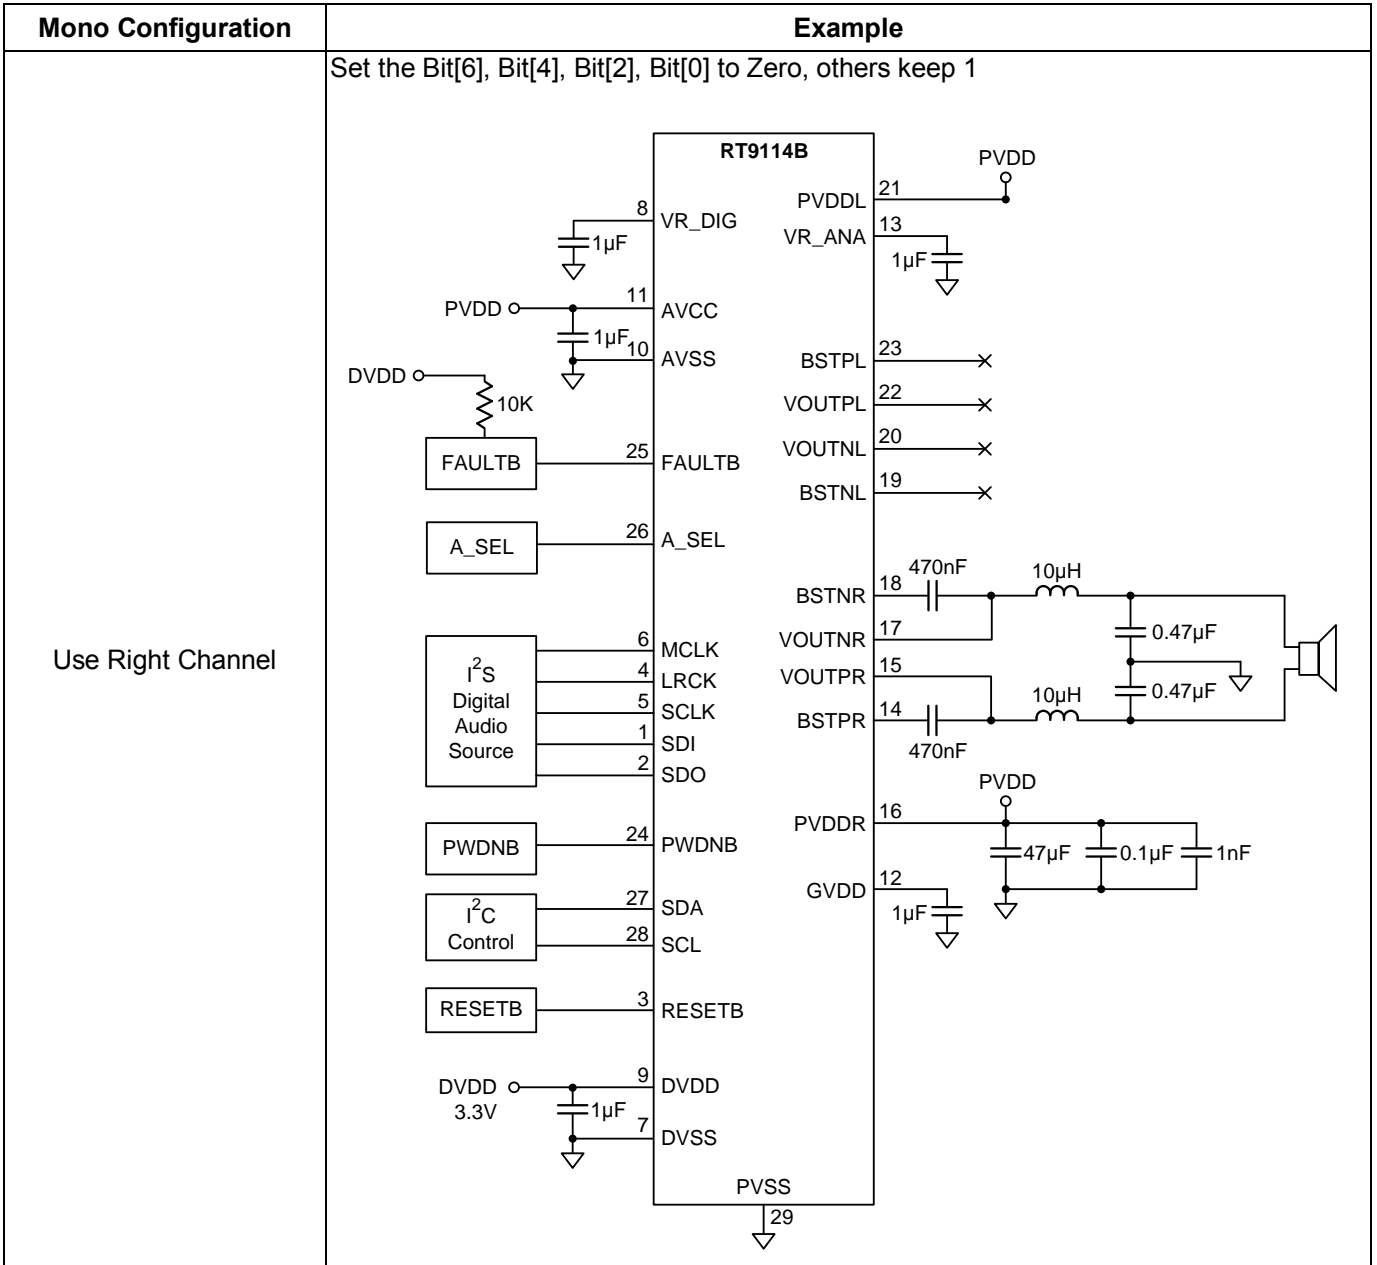 Mono Configuration
Example
Set the Bit[6], Bit[4], Bit[2], Bit[0] to Zero, others keep 1
Use Right Channel
RT9114B
8
VR_DIG
1µF
PVDD
11
AVCC
1µF
10
AVSS
DVDD
10K
FAULTB
25
FAULTB
A_SEL
26
A_SEL
I²S
Digital
Audio
Source
6
MCLK
4
LRCK
5
SCLK
1
SDI
2
SDO
PWDNB
24
PWDNB
I²C
Control
27
SDA
28
SCL
RESETB
3
RESETB
DVDD
3.3V
9
DVDD
1µF
7
DVSS
PVSS
29
PVDD
PVDDL
21
VR_ANA
13
1µF
BSTPL
23
VOUTPL
22
VOUTNL
20
BSTNL
19
BSTNR
18
470nF
10µH
VOUTNR
17
0.47µF
VOUTPR
15
0.47µF
10µH
BSTPR
14
470nF
PVDD
PVDDR
16
47µF
0.1µF
1nF
GVDD
12
1µF